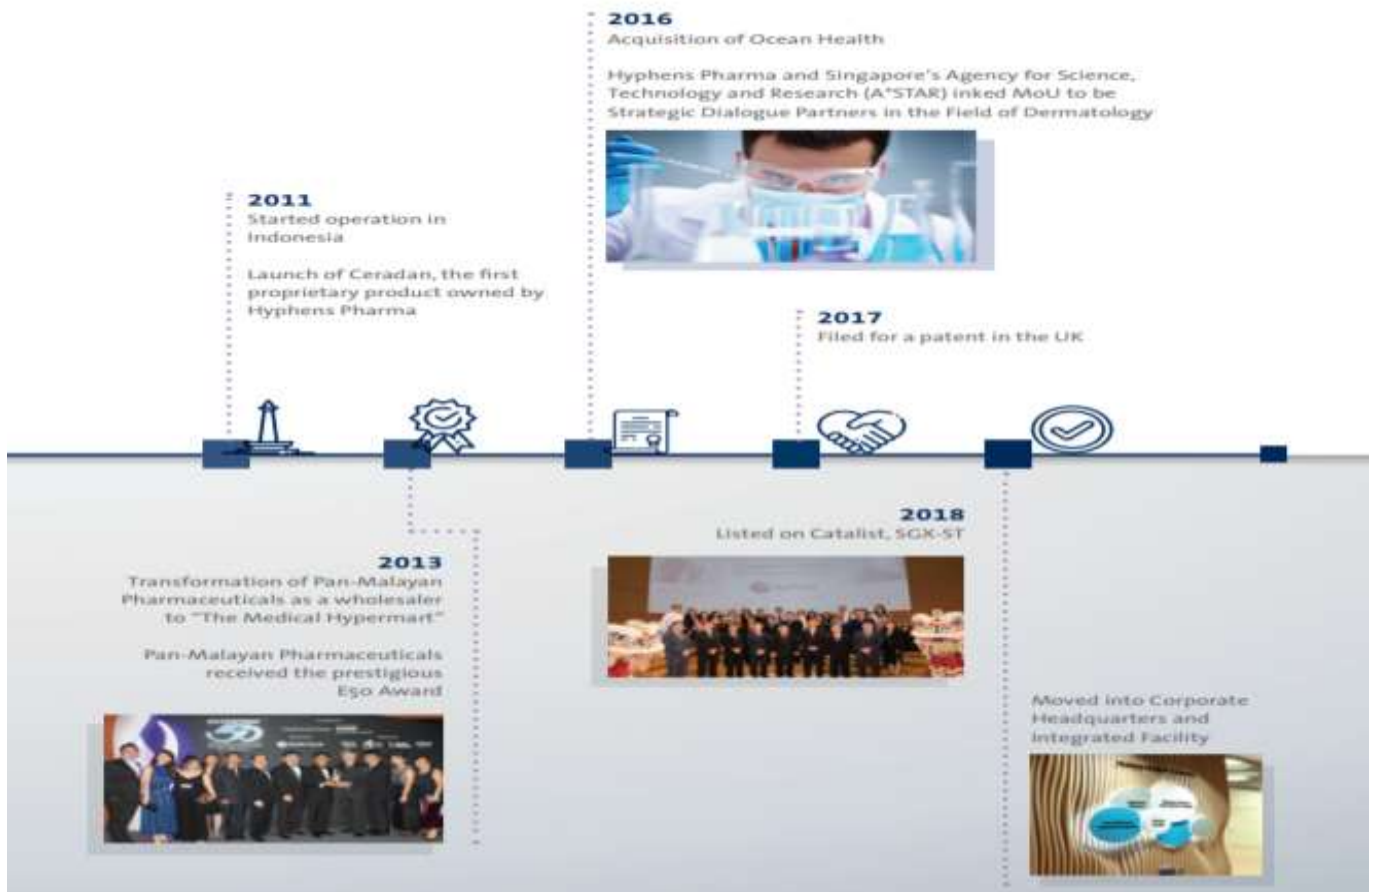 2016
Acquisition of Ocean Health
Hyphens Pharma and Singapore's Agency for Science,
Technology and Research (A*STAR) inked MoU to be
Strategic Dialogue Partners in the Field of Dermatology
2011
Started operation in
Indonesia
Launch of Ceradan, the first
proprietary product owned by
Hyphens Pharma
2017
Filed for a patent in the UK
2018
Listed on Catalist, SGX-ST
2013
Transformation of Pan-Malayan
Pharmaceuticals as a wholesaler
to "The Medical Hypermart"
Pan-Malayan Pharmaceuticals
received the prestigious
E50 Award
Moved into Corporate
Headquarters and
Integrated Facility